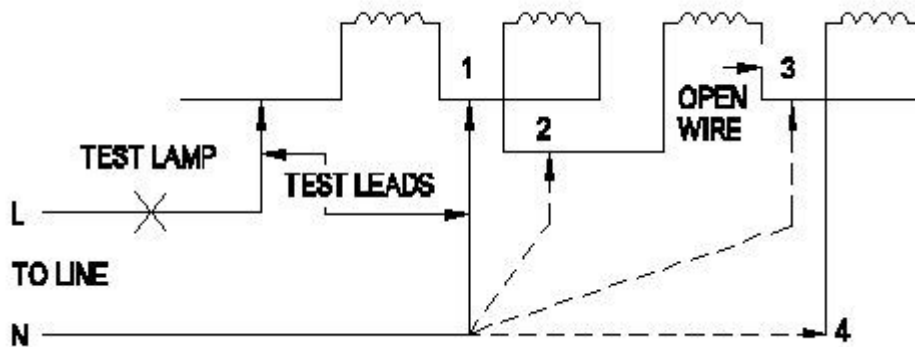 1
3
OPEN
WIRE
2
TEST LAMP
TEST LEADS
L
TO LINE
N
4